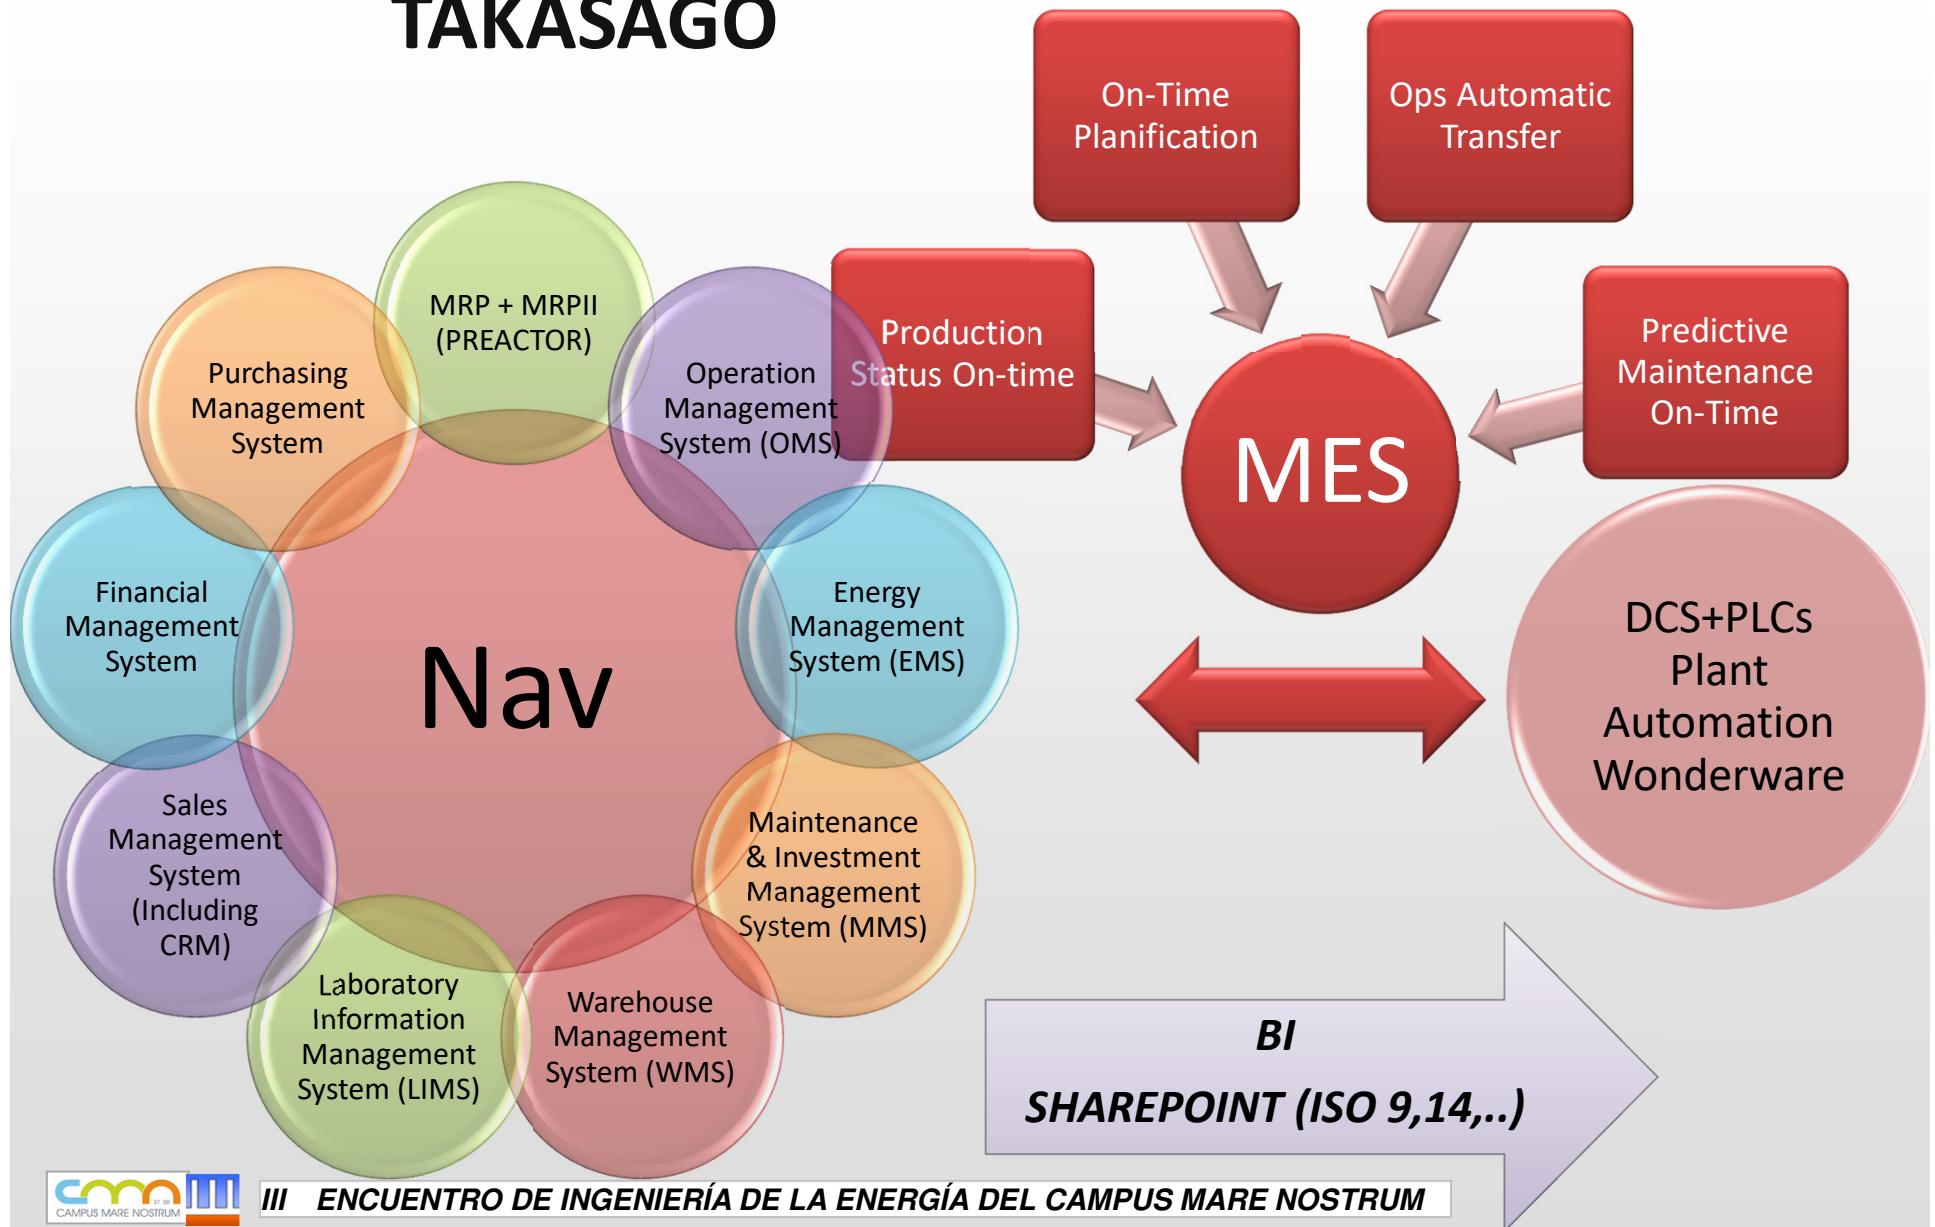 TAKASAGO
On-Time
Planification
Ops Automatic
Transfer
Production
Status On-time
Predictive
Maintenance
On-Time
MES
MRP + MRPII
(PREACTOR)
Operation
Management
System (OMS)
Energy
Management
System (EMS)
Maintenance
& Investment
Management
System (MMS)
Warehouse
Management
System (WMS)
Laboratory
Information
Management
System (LIMS)
Sales
Management
System
(Including
CRM)
Financial
Management
System
Purchasing
Management
System
Nav
DCS+PLCs
Plant
Automation
Wonderware
BI
SHAREPOINT (ISO 9,14,..)
cmn
37 38
CAMPUS MARE NOSTRUM
III ENCUENTRO DE INGENIERÍA DE LA ENERGÍA DEL CAMPUS MARE NOSTRUM